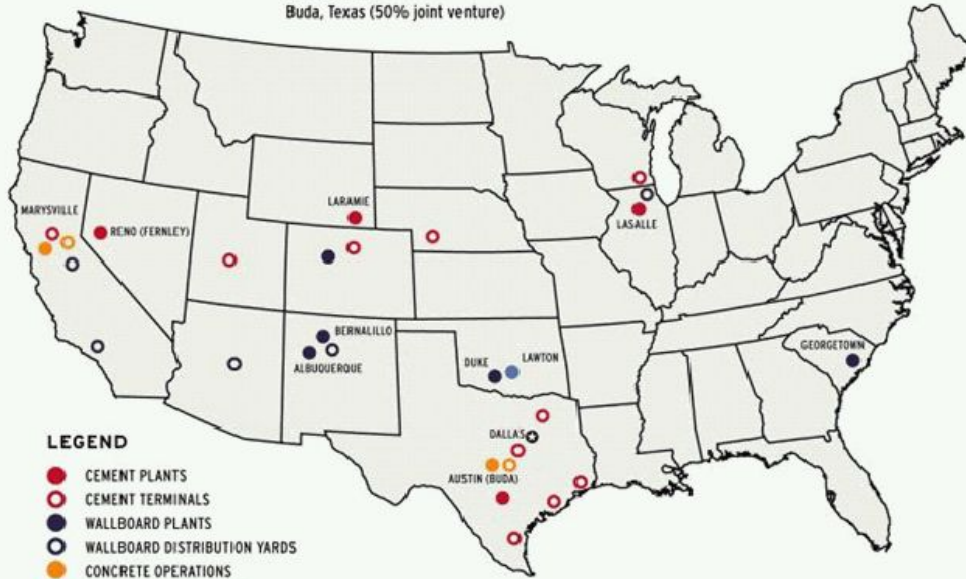 Buda, Texas (50% joint venture)
MARYSVILLE
RENO (FERNLEY)
LARAMIE
LASALLE
BERNALILLO
ALBUQUERQUE
DUKE
LAWTON
GEORGETOWN
DALLAS
AUSTIN (BUDA)
LEGEND
CEMENT PLANTS
CEMENT TERMINALS
WALLBOARD PLANTS
WALLBOARD DISTRIBUTION YARDS
CONCRETE OPERATIONS